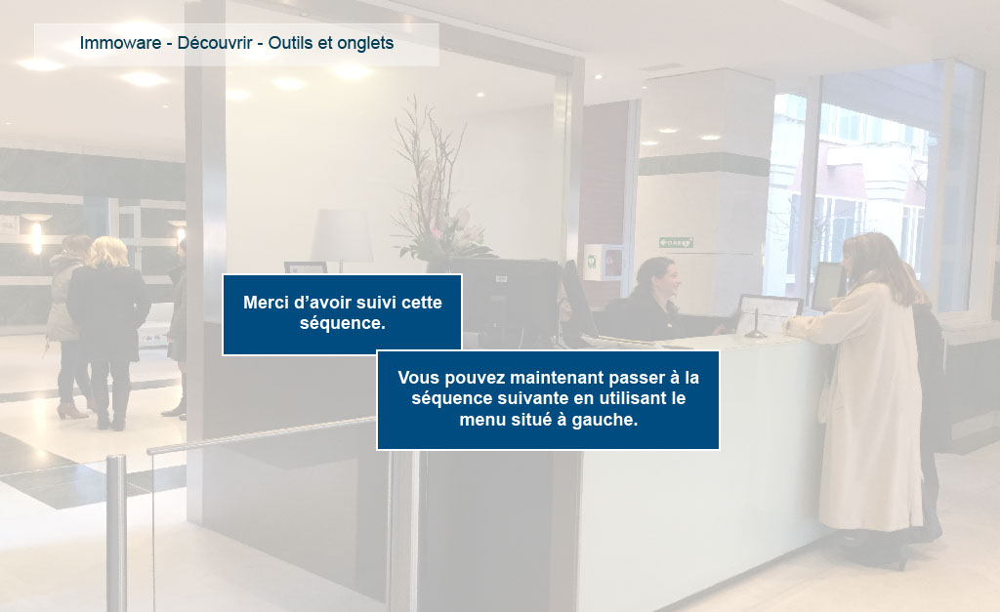 Immoware - Découvrir - Outils et onglets
Merci d’avoir suivi cette
séquence.
Vous pouvez maintenant passer à la
séquence suivante en utilisant le
menu situé à gauche.